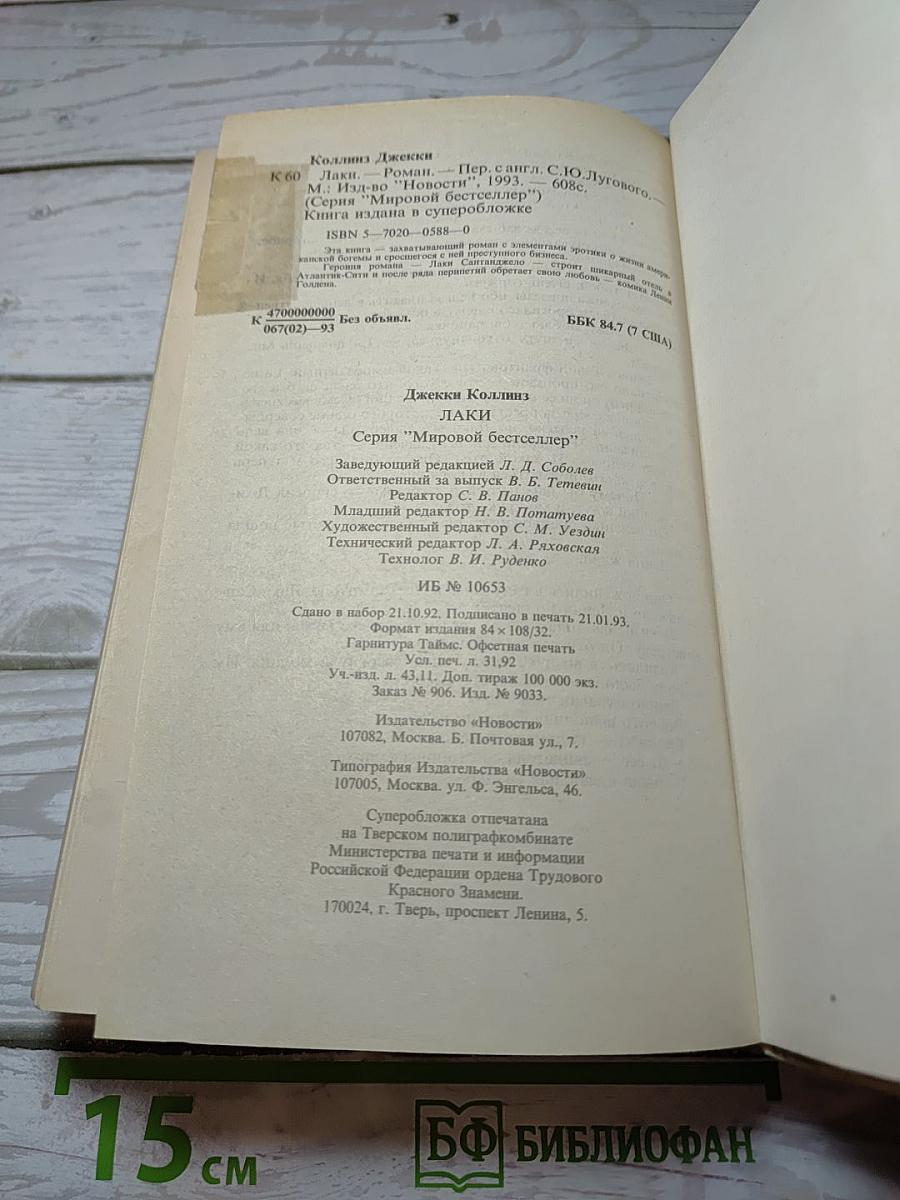 Коллинз Джекки
К 60 Лаки. — Роман. — Пер. с англ. С.Ю.Лугового. —
М.: Изд-во "Новости", 1993. — 608с.
(Серия "Мировой бестселлер")
Книга издана в суперобложке
ISBN 5—7020—0588—0
Эта книга — захватывающий роман с элементами эротики о жизни амери-
канской богемы и сросшегося с ней преступного бизнеса.
Героиня романа — Лаки Сантанджело — строит шикарный отель в
Атлантик-Сити и после ряда перипетий обретает свою любовь — комика Ленни
Голдена.
К 4700000000 Без объявл.
067(02)—93
ББК 84.7 (7 США)
Джекки Коллинз
ЛАКИ
Серия "Мировой бестселлер"
Заведующий редакцией Л. Д. Соболев
Ответственный за выпуск В. Б. Тетевин
Редактор С. В. Панов
Младший редактор Н. В. Потатуева
Художественный редактор С. М. Уездин
Технический редактор Л. А. Ряховская
Технолог В. И. Руденко
ИБ № 10653
Сдано в набор 21.10.92. Подписано в печать 21.01.93.
Формат издания 84 × 108/32.
Гарнитура Таймс. Офсетная печать
Усл. печ. л. 31,92
Уч.-изд. л. 43,11. Доп. тираж 100 000 экз.
Заказ № 906. Изд. № 9033.
Издательство «Новости»
107082, Москва. Б. Почтовая ул., 7.
Типография Издательства «Новости»
107005, Москва. ул. Ф. Энгельса, 46.
Суперобложка отпечатана
на Тверском полиграфкомбинате
Министерства печати и информации
Российской Федерации ордена Трудового
Красного Знамени.
170024, г. Тверь, проспект Ленина, 5.
15 см
БФ БИБЛИОФАН